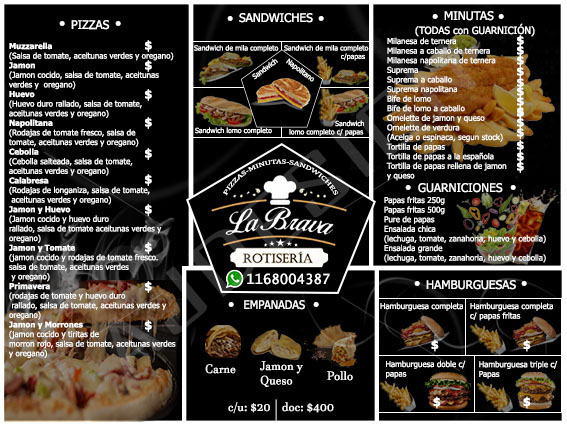 PIZZAS
Muzzarella $
(Salsa de tomate, aceitunas verdes y oregano)
Jamon $
(Jamon cocido, salsa de tomate, aceitunas
verdes y oregano)
Huevo $
(Huevo duro rallado, salsa de tomate,
aceitunas verdes y oregano)
Napolitana $
(Rodajas de tomate fresco, salsa de
tomate, aceitunas verdes y oregano)
Cebolla $
(Cebolla salteada, salsa de tomate,
aceitunas verdes y oregano)
Calabresa $
(Rodajas de longaniza, salsa de tomate,
aceitunas verdes y oregano)
Jamon y Huevo $
(Jamon cocido y huevo duro
rallado, salsa de tomate aceitunas verdes y
oregano)
Jamon y Tomate $
(jamon cocido y rodajas de tomate fresco.
salsa de tomate, aceitunas verdes
y oregano)
Primavera $
(rodajas de tomate y huevo duro
rallado, salsa de tomate, aceitunas verdes y
oregano)
Jamon y Morrones $
(jamon cocido y tiritas de
morron rojo, salsa de tomate, aceitunas verdes
y oregano)
SANDWICHES
Sandwich de mila completo
Sandwich de mila completo
c/papas
Sandwich Napolitano
Sandwich lomo completo
Sandwich
lomo completo c/ papas
PIZZAS-MINUTAS-SANDWICHES
La Brava
ROTISERÍA
1168004387
EMPANADAS
Carne
Jamon y
Queso
Pollo
c/u: $20 | doc: $400
MINUTAS
(TODAS con GUARNICIÓN)
Milanesa de ternera $
Milanesa a caballo de ternera $
Milanesa napolitana de ternera $
Suprema $
Suprema a caballo $
Suprema napolitana $
Bife de lomo $
Bife de lomo a caballo $
Omelette de jamon y queso $
Omelette de verdura $
(Acelga o espinaca, segun stock)
Tortilla de papas $
Tortilla de papas a la española $
Tortilla de papas rellena de jamon $
y queso
GUARNICIONES
Papas fritas 250g
Papas fritas 500g
Pure de papas
Ensalada chica
(lechuga, tomate, zanahoria, huevo y cebolla)
Ensalada grande
(lechuga, tomate, zanahoria, huevo y cebolla)
HAMBURGUESAS
Hamburguesa completa
$
Hamburguesa completa
c/ papas fritas
$
Hamburguesa doble c/
Papas
$
Hamburguesa triple c/
Papas
$